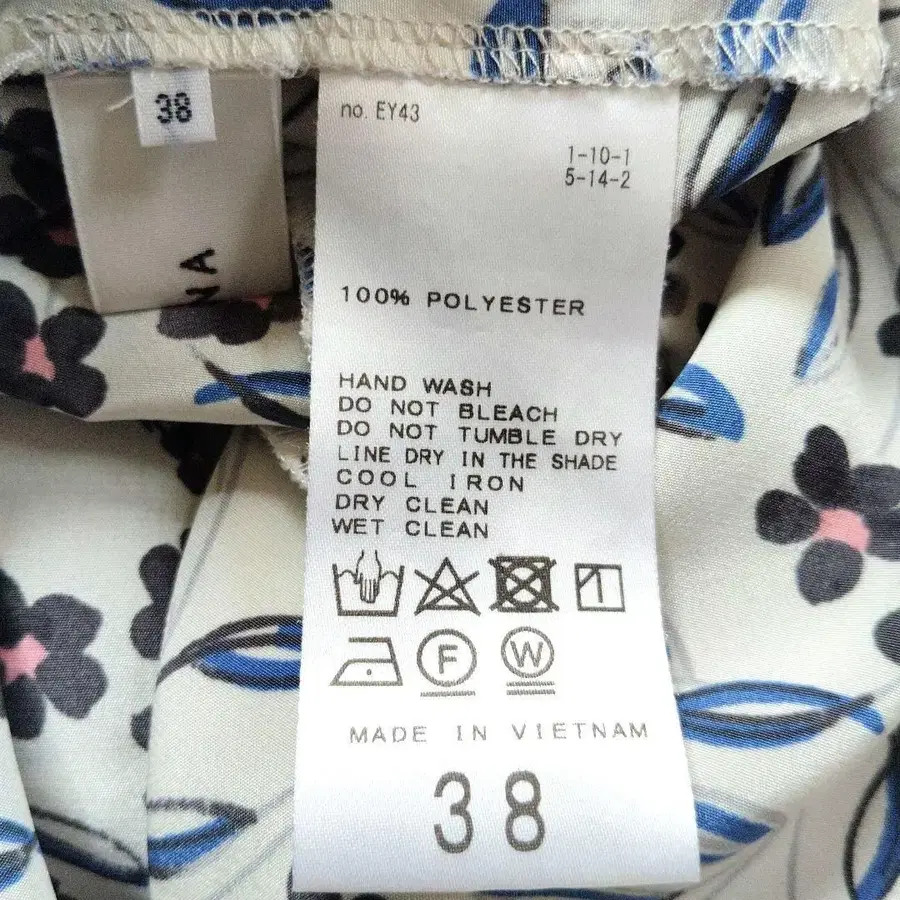 38
NA
no. EY43
1-10-1
5-14-2
100% POLYESTER
HAND WASH
DO NOT BLEACH
DO NOT TUMBLE DRY
LINE DRY IN THE SHADE
COOL IRON
DRY CLEAN
WET CLEAN
F W
MADE IN VIETNAM
38